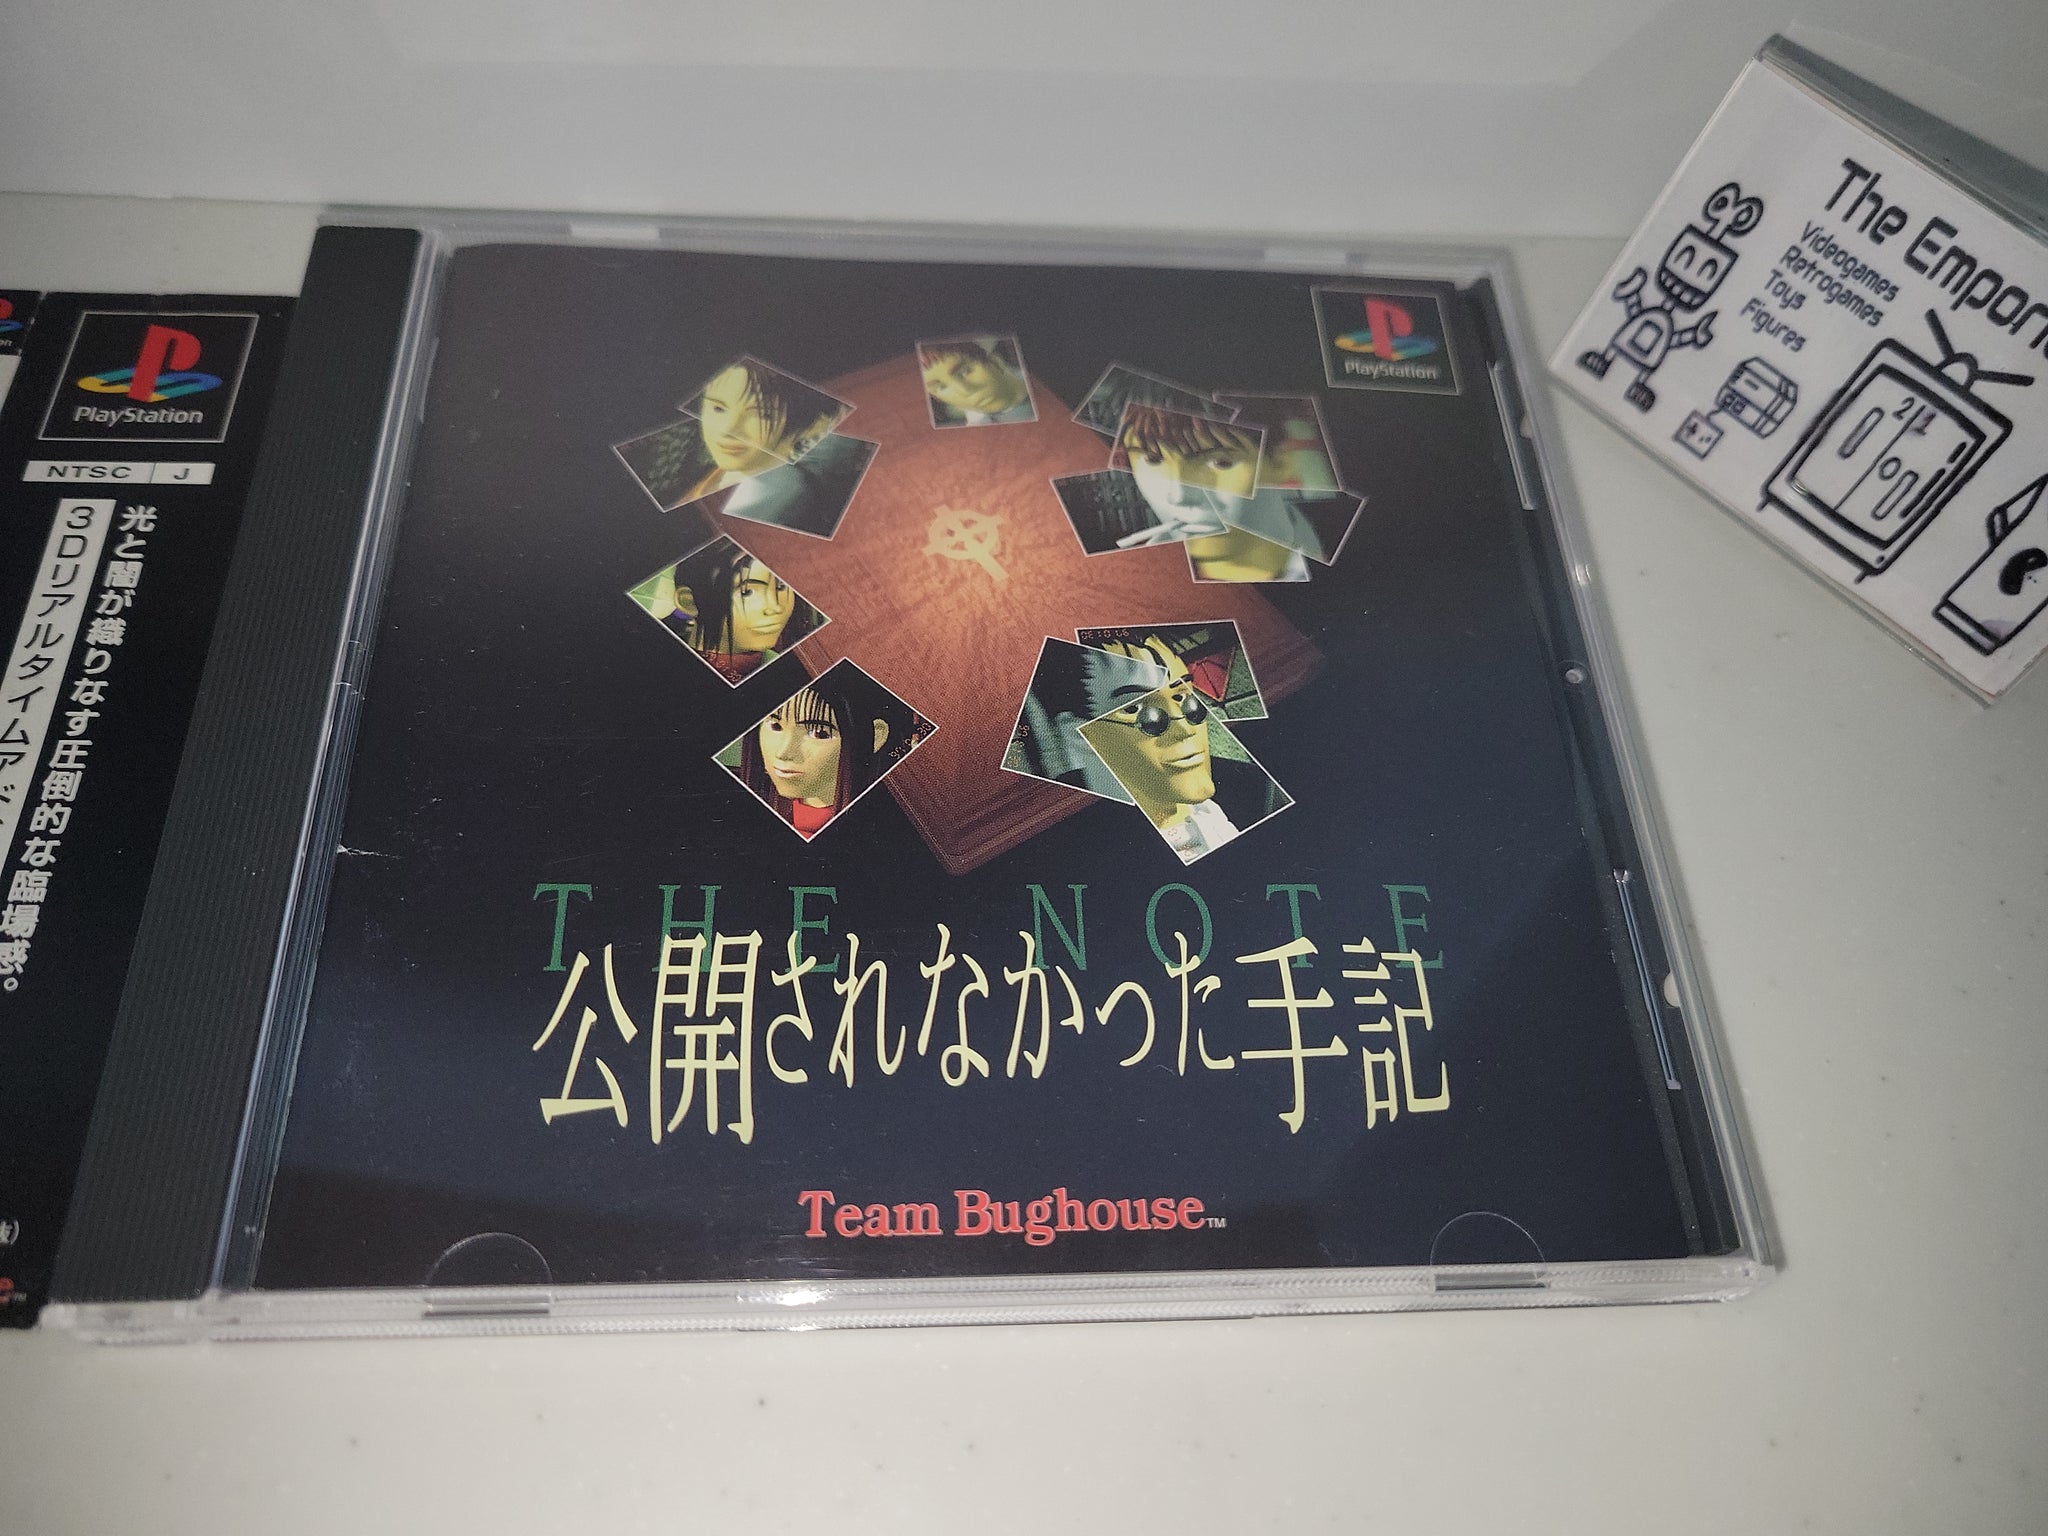 PlayStation
NTSC J
光と闇が織りなす圧倒的な臨場感。
3Dリアルタイムアド
PlayStation
THE NOTE
公開されなかった手記
Team Bughouse™
The Empori
Videogames
Retrogames
Toys
Figures
21